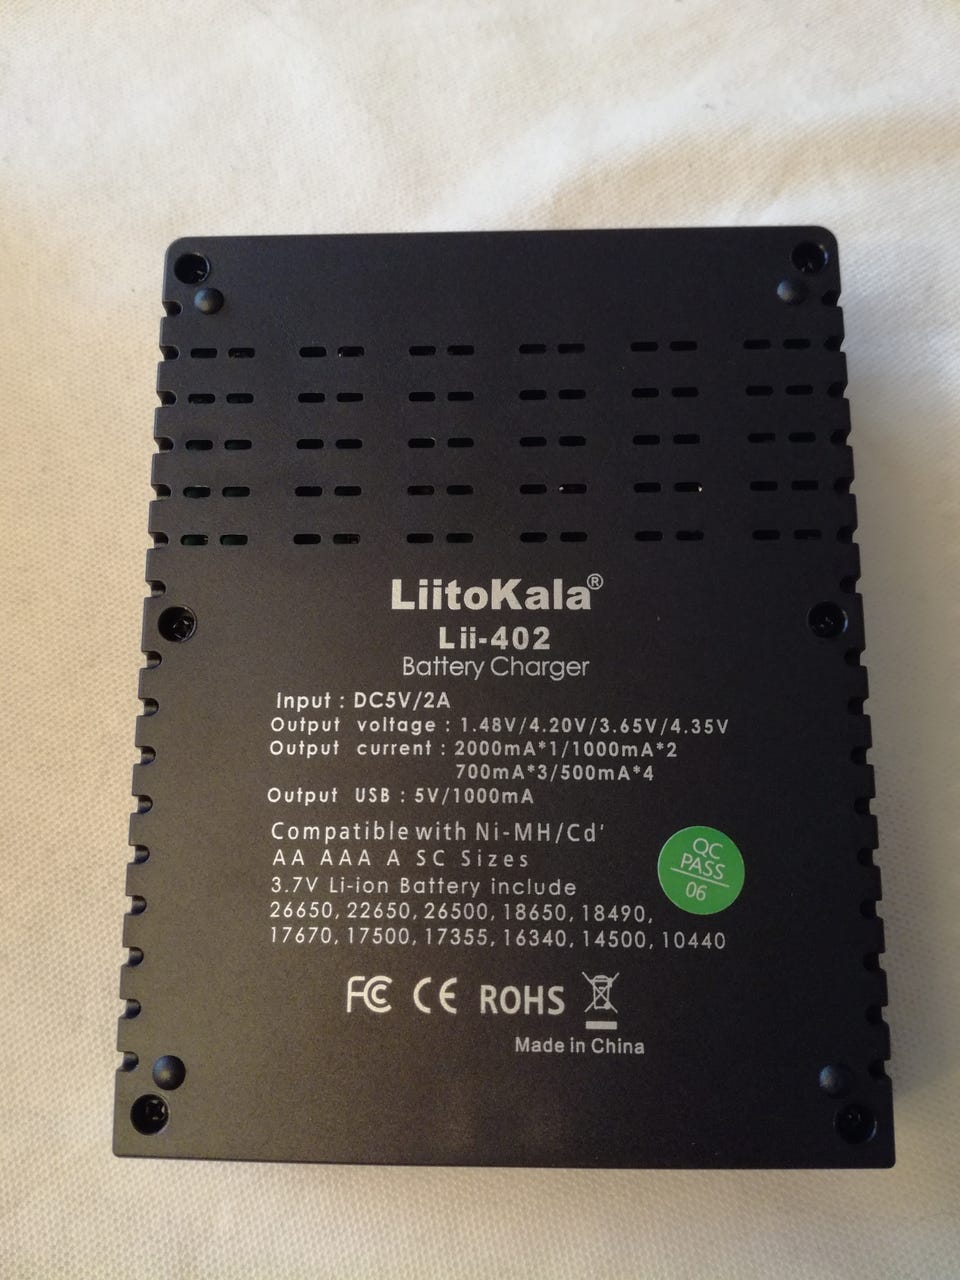 LiitoKala®
Lii-402
Battery Charger
Input : DC5V/2A
Output voltage : 1.48V/4.20V/3.65V/4.35V
Output current : 2000mA*1/1000mA*2
700mA*3/500mA*4
Output USB : 5V/1000mA
Compatible with Ni-MH/Cd'
AA AAA A SC Sizes
3.7V Li-ion Battery include
26650, 22650, 26500, 18650, 18490,
17670, 17500, 17355, 16340, 14500, 10440
QC
PASS
06
FC CE ROHS
Made in China